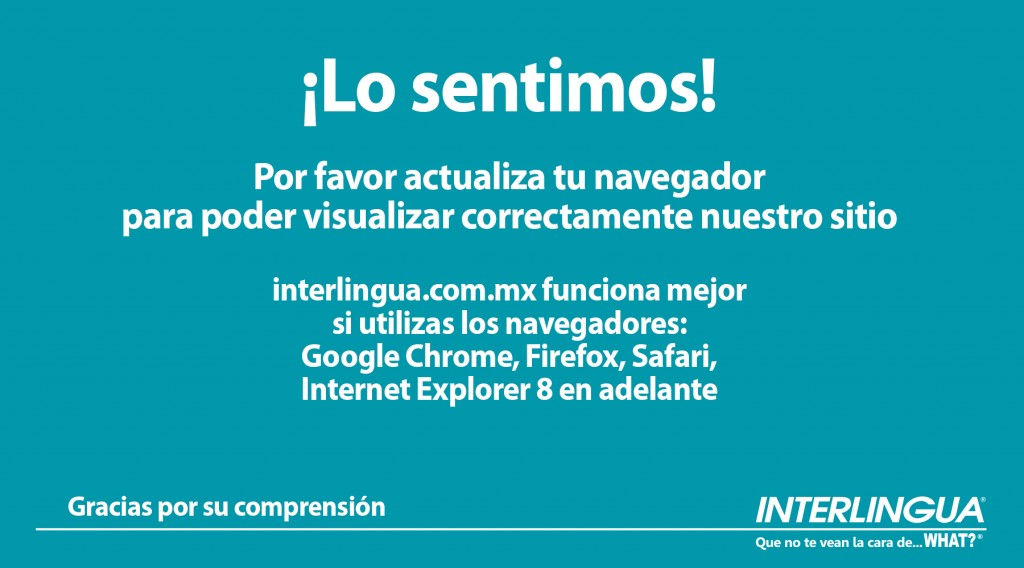 ¡Lo sentimos!
Por favor actualiza tu navegador
para poder visualizar correctamente nuestro sitio
interlingua.com.mx funciona mejor
si utilizas los navegadores:
Google Chrome, Firefox, Safari,
Internet Explorer 8 en adelante
Gracias por su comprensión
INTERLINGUA®
Que no te vean la cara de... WHAT?®